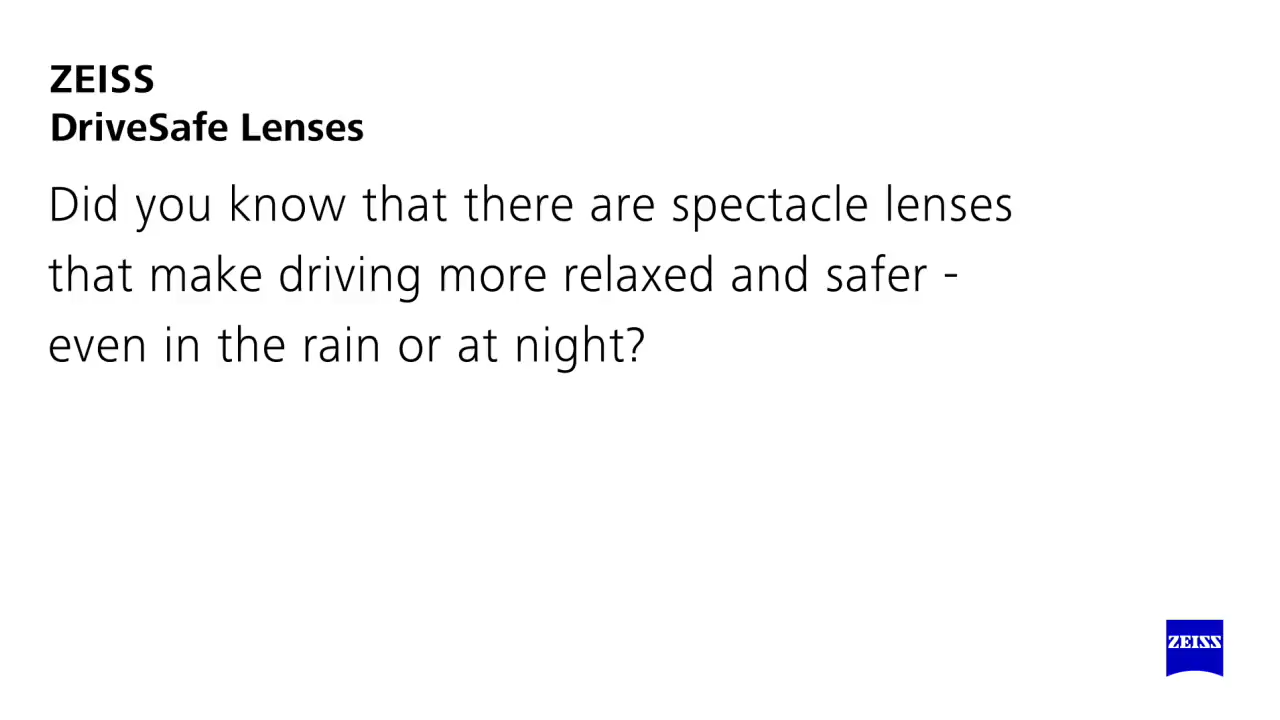 ZEISS
DriveSafe Lenses
Did you know that there are spectacle lenses
that make driving more relaxed and safer -
even in the rain or at night?
ZEISS